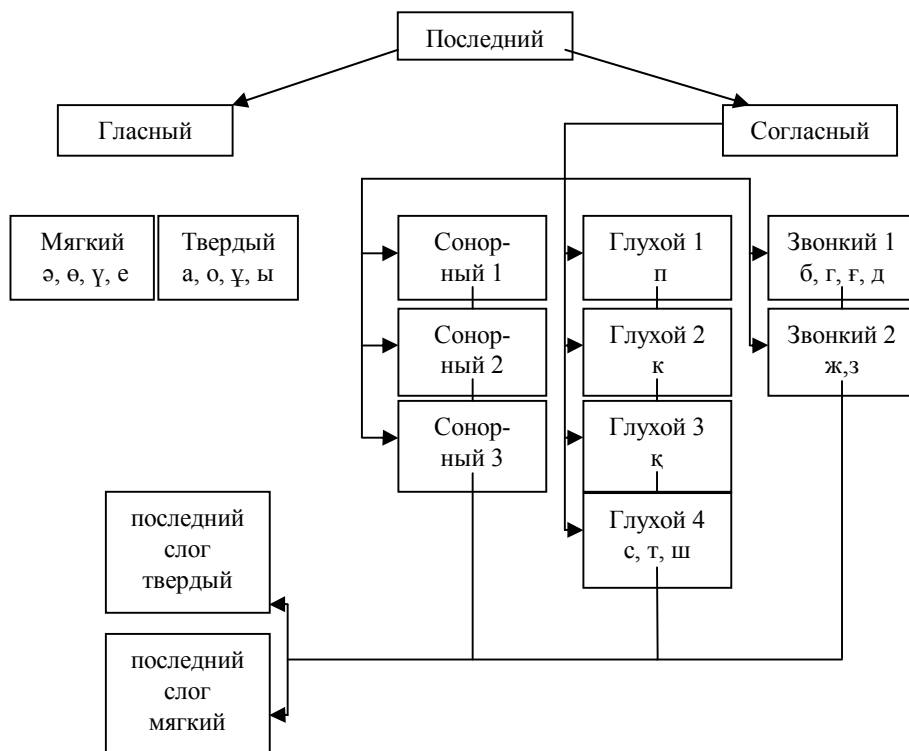 Последний
Гласный
Согласный
Мягкий
ə, ɵ, ү, е
Твердый
а, о, ұ, ы
Сонор-
ный 1
Глухой 1
п
Звонкий 1
б, г, ғ, д
Сонор-
ный 2
Глухой 2
к
Звонкий 2
ж,з
Сонор-
ный 3
Глухой 3
қ
Глухой 4
с, т, ш
последний
слог
твердый
последний
слог
мягкий